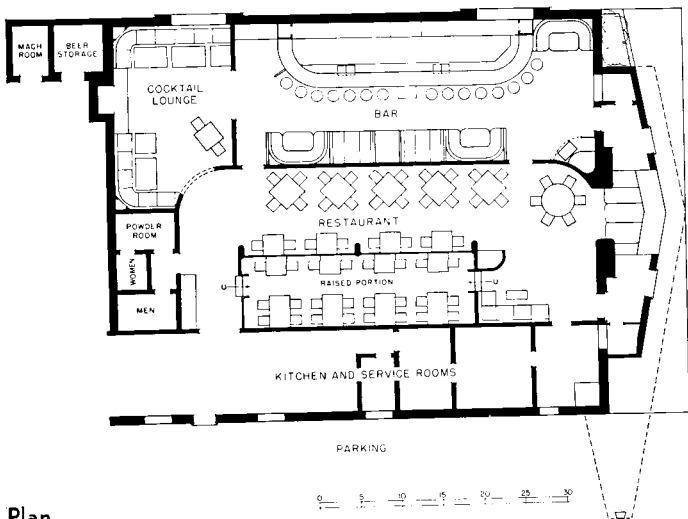 MACH
ROOM
BEER
STORAGE
COCKTAIL
LOUNGE
BAR
RESTAURANT
POWDER
ROOM
WOMEN
MEN
U
RAISED PORTION
U
KITCHEN AND SERVICE ROOMS
PARKING
0 5 10 15 20 25 30
Plan